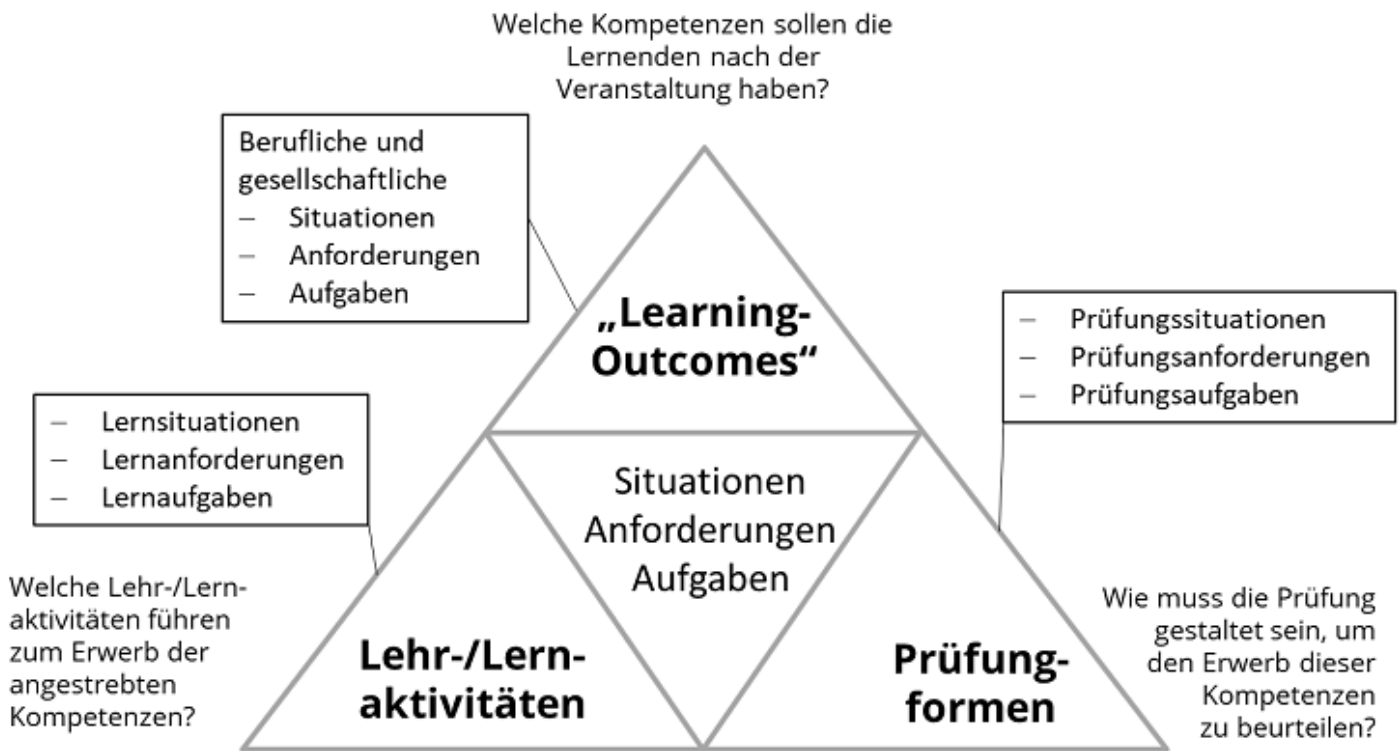 Welche Kompetenzen sollen die
Lernenden nach der
Veranstaltung haben?
Berufliche und
gesellschaftliche
– Situationen
– Anforderungen
– Aufgaben
„Learning-
Outcomes“
– Prüfungssituationen
– Prüfungsanforderungen
– Prüfungsaufgaben
– Lernsituationen
– Lernanforderungen
– Lernaufgaben
Situationen
Anforderungen
Aufgaben
Welche Lehr-/Lern-
aktivitäten führen
zum Erwerb der
angestrebten
Kompetenzen?
Lehr-/Lern-
aktivitäten
Prüfung-
formen
Wie muss die Prüfung
gestaltet sein, um
den Erwerb dieser
Kompetenzen
zu beurteilen?